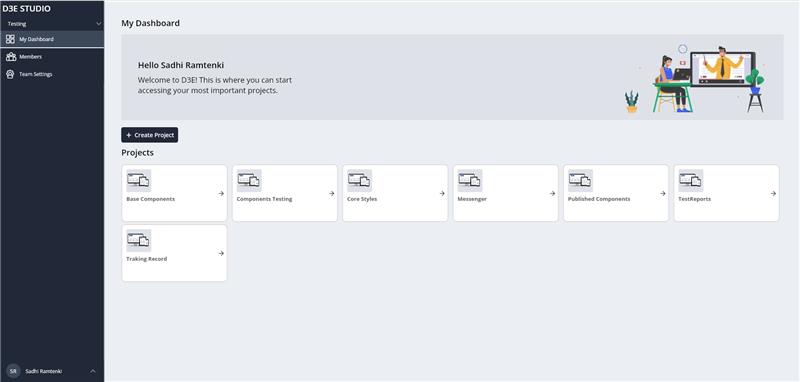 D3E STUDIO
Testing
My Dashboard
Members
Team Settings
SR
Sadhi Ramtenki
My Dashboard
Hello Sadhi Ramtenki
Welcome to D3E! This is where you can start
accessing your most important projects.
+ Create Project
Projects
Base Components
Components Testing
Core Styles
Messenger
Published Components
TestReports
Traking Record